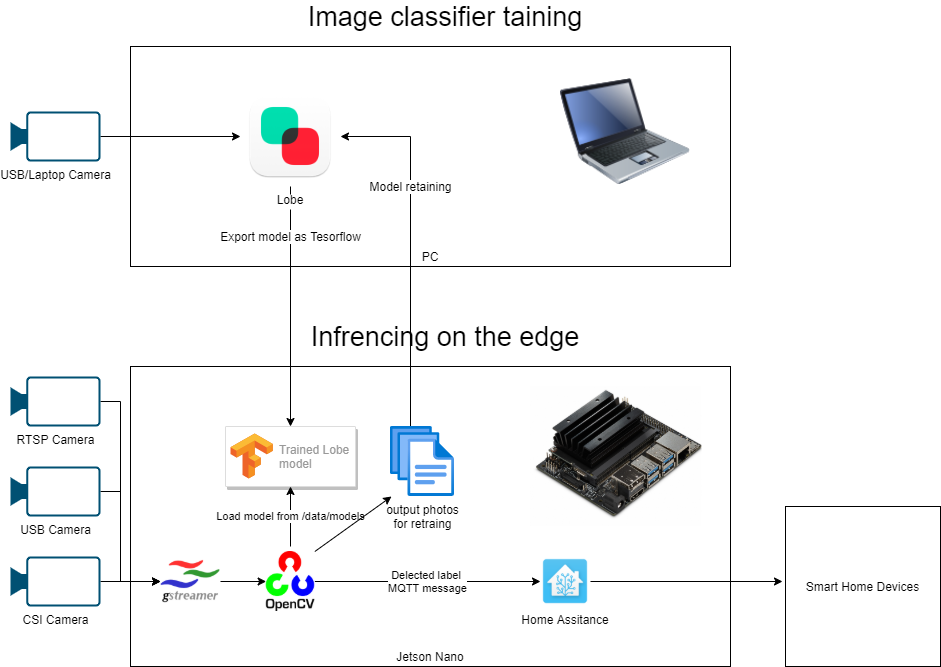 Image classifier taining
USB/Laptop Camera
Lobe
Model retaining
Export model as Tesorflow
PC
Infrencing on the edge
RTSP Camera
Trained Lobe
model
output photos
for retraing
USB Camera
Load model from /data/models
CSI Camera
gstreamer
OpenCV
Delected label
MQTT message
Home Assitance
Smart Home Devices
Jetson Nano